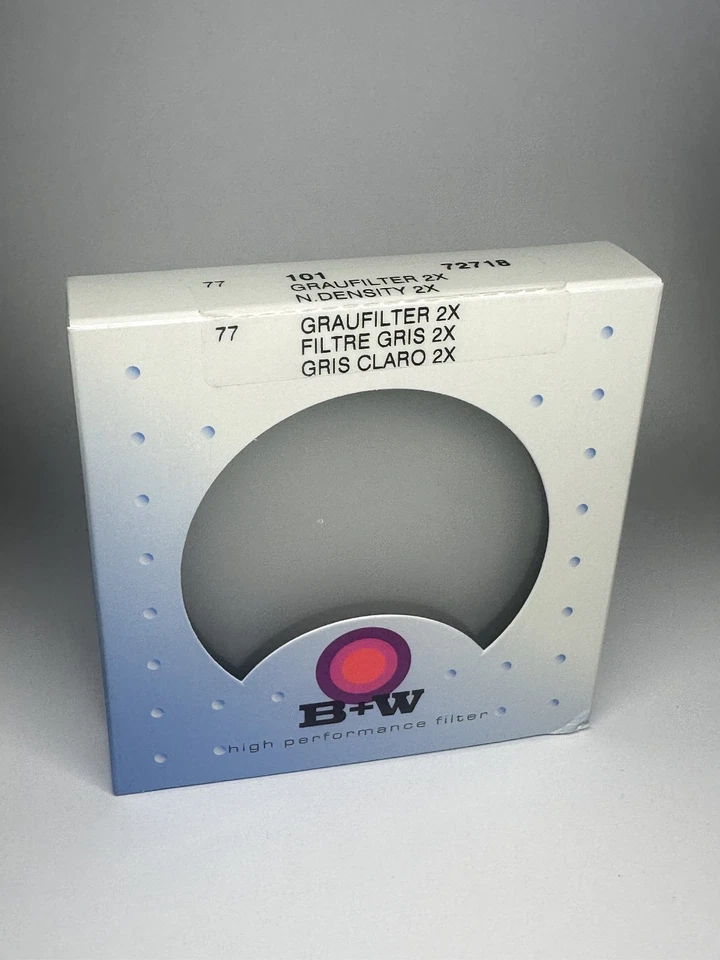 77 101 72718
GRAUFILTER 2X
N.DENSITY 2X
77 GRAUFILTER 2X
FILTRE GRIS 2X
GRIS CLARO 2X
B+W
high performance filter